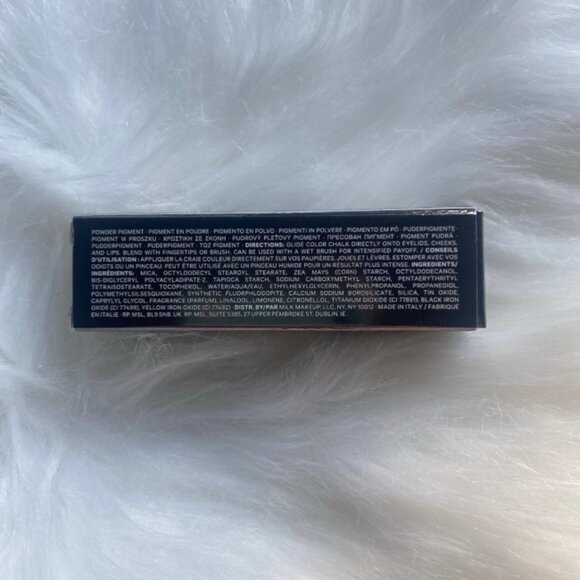 POWDER PIGMENT · PIGMENT EN POUDRE · PIGMENTO EN POLVO · PIGMENTI IN POLVERE · PIGMENTO EM PÓ · PUDERPIGMENTE ·
PIGMENT W PROSZKU · ΧΡΩΣΤΙΚΗ ΣΕ ΣΚΟΝΗ · PUDROVÝ PLEŤOVÝ PIGMENT · ПРЕСОВАН ПИГМЕНТ · PIGMENT PUDRĂ ·
PUDDERPIGMENT · PUDERPIGMENT · TOZ PIGMENT · DIRECTIONS: GLIDE COLOR CHALK DIRECTLY ONTO EYELIDS, CHEEKS,
AND LIPS. BLEND WITH FINGERTIPS OR BRUSH. CAN BE USED WITH A WET BRUSH FOR INTENSIFIED PAYOFF. / CONSEILS
D'UTILISATION: APPLIQUER LA CRAIE COULEUR DIRECTEMENT SUR VOS PAUPIÈRES, JOUES ET LÈVRES. ESTOMPER AVEC VOS
DOIGTS OU UN PINCEAU. PEUT ÊTRE UTILISÉ AVEC UN PINCEAU HUMIDE POUR UN RÉSULTAT PLUS INTENSE. INGREDIENTS/
INGRÉDIENTS: MICA, OCTYLDODECYL STEAROYL STEARATE, ZEA MAYS (CORN) STARCH, OCTYLDODECANOL,
BIS-DIGLYCERYL POLYACYLADIPATE-2, TAPIOCA STARCH, SODIUM CARBOXYMETHYL STARCH, PENTAERYTHRITYL
TETRAISOSTEARATE, TOCOPHEROL, WATER/AQUA/EAU, ETHYLHEXYLGLYCERIN, PHENYLPROPANOL, PROPANEDIOL,
POLYMETHYLSILSESQUIOXANE, SYNTHETIC FLUORPHLOGOPITE, CALCIUM SODIUM BOROSILICATE, SILICA, TIN OXIDE,
CAPRYLYL GLYCOL, FRAGRANCE (PARFUM), LINALOOL, LIMONENE, CITRONELLOL, TITANIUM DIOXIDE (CI 77891), BLACK IRON
OXIDE (CI 77499), YELLOW IRON OXIDE (CI 77492) DISTR. BY/PAR MILK MAKEUP, LLC, NY, NY 10012 · MADE IN ITALY / FABRIQUÉ
EN ITALIE · RP: MSL, BL9 5NB. UK. RP: MSL, SUITE 5385, 27 UPPER PEMBROKE ST, DUBLIN. IE.